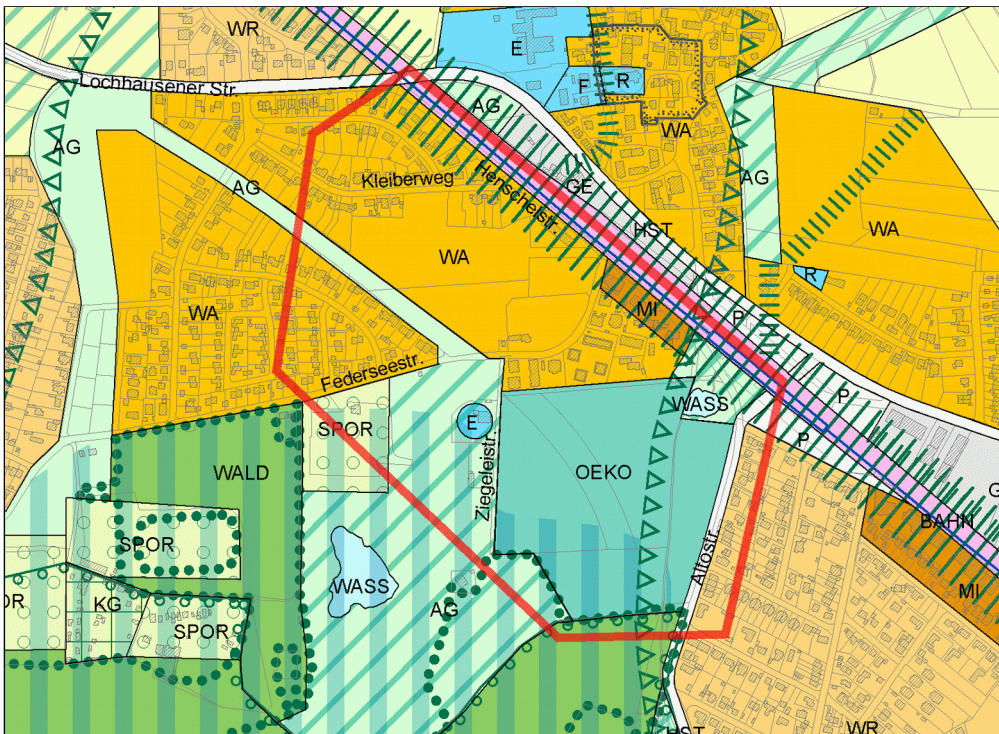 WR
E
Lochhausener Str.
F
R
AG
WA
AG
AG
Kleiberweg
Henschelstr.
GE
AG
HST
WA
WA
R
WA
MI
P
Federseestr.
P
WASS
SPOR
E
P
WALD
Ziegeleistr.
OEKO
G
BAHN
SPOR
Altostr.
WASS
MI
OR
KG
AG
SPOR
HST
WR